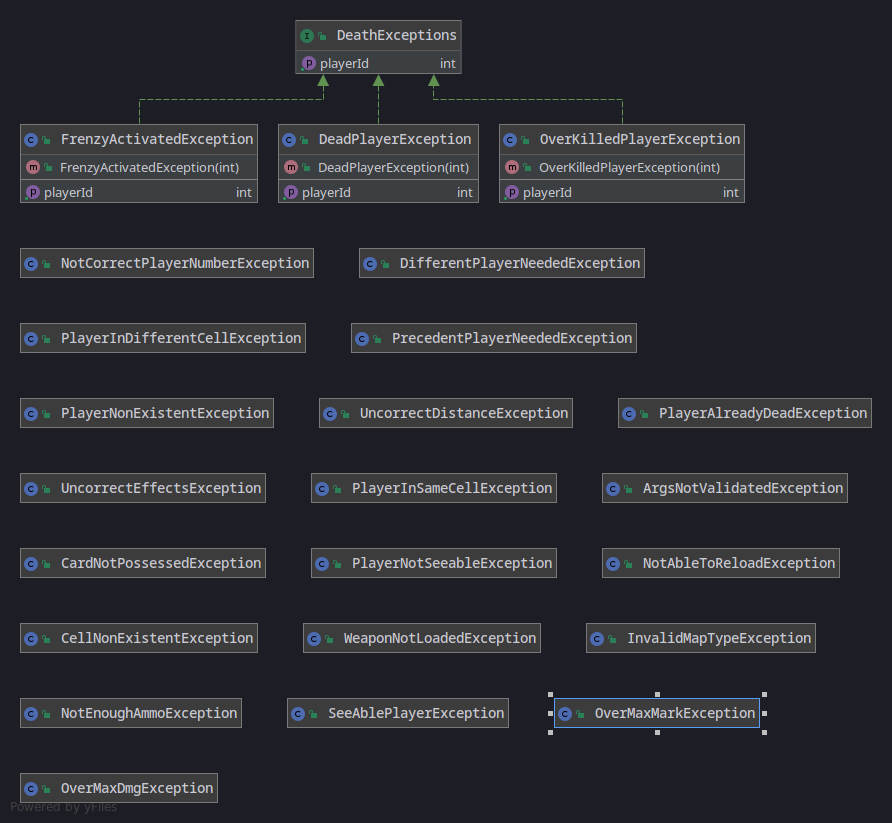 I DeathExceptions
p playerId int
C FrenzyActivatedException
m FrenzyActivatedException(int)
p playerId int
C DeadPlayerException
m DeadPlayerException(int)
p playerId int
C OverKilledPlayerException
m OverKilledPlayerException(int)
p playerId int
C NotCorrectPlayerNumberException
C DifferentPlayerNeededException
C PlayerInDifferentCellException
C PrecedentPlayerNeededException
C PlayerNonExistentException
C UncorrectDistanceException
C PlayerAlreadyDeadException
C UncorrectEffectsException
C PlayerInSameCellException
C ArgsNotValidatedException
C CardNotPossessedException
C PlayerNotSeeableException
C NotAbleToReloadException
C CellNonExistentException
C WeaponNotLoadedException
C InvalidMapTypeException
C NotEnoughAmmoException
C SeeAblePlayerException
C OverMaxMarkException
C OverMaxDmgException
Powered by yFiles